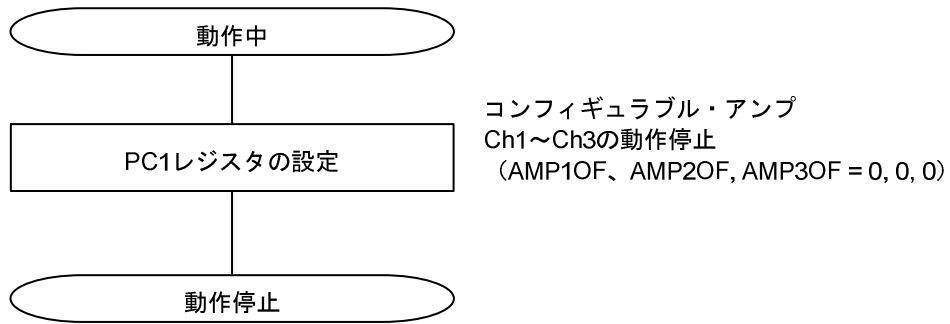 動作中
コンフィギュラブル・アンプ
Ch1～Ch3の動作停止
（AMP1OF、AMP2OF, AMP3OF = 0, 0, 0）
PC1レジスタの設定
動作停止